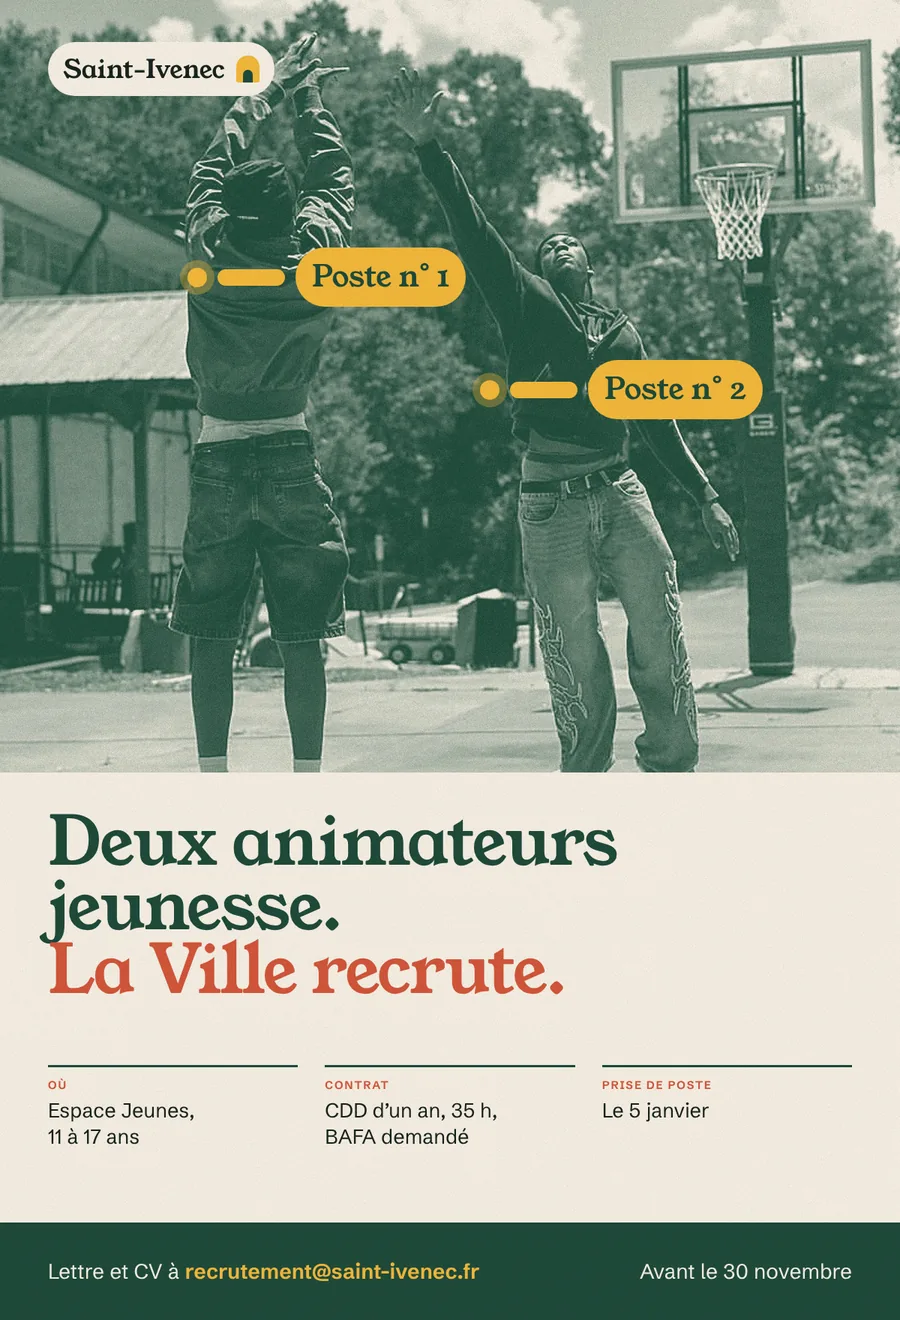 Saint-Ivenec
Poste n° 1
Poste n° 2
Deux animateurs
jeunesse.
La Ville recrute.
OÙ
Espace Jeunes,
11 à 17 ans
CONTRAT
CDD d’un an, 35 h,
BAFA demandé
PRISE DE POSTE
Le 5 janvier
Lettre et CV à recrutement@saint-ivenec.fr
Avant le 30 novembre